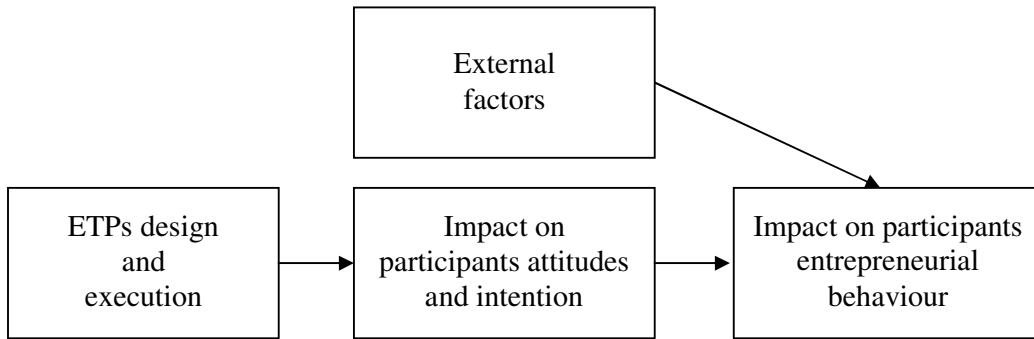 External
factors
ETPs design
and
execution
Impact on
participants attitudes
and intention
Impact on participants
entrepreneurial
behaviour